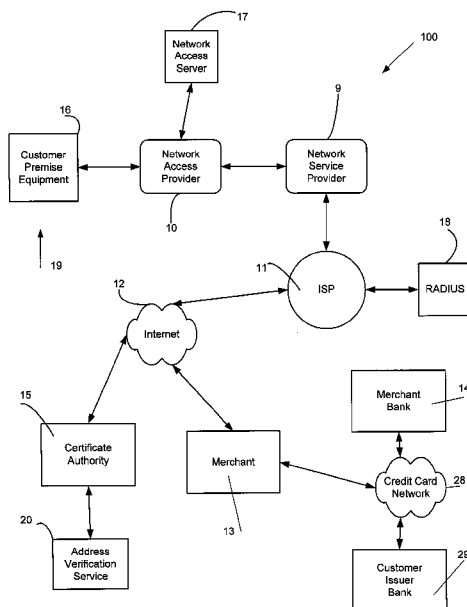 17
Network
Access
Server
100
16
9
Customer
Premise
Equipment
Network
Access
Provider
Network
Service
Provider
10
18
19
11
ISP
RADIUS
12
Internet
15
Merchant
Bank
14
Certificate
Authority
Merchant
Credit Card
Network
28
13
20
Address
Verification
Service
Customer
Issuer
Bank
29